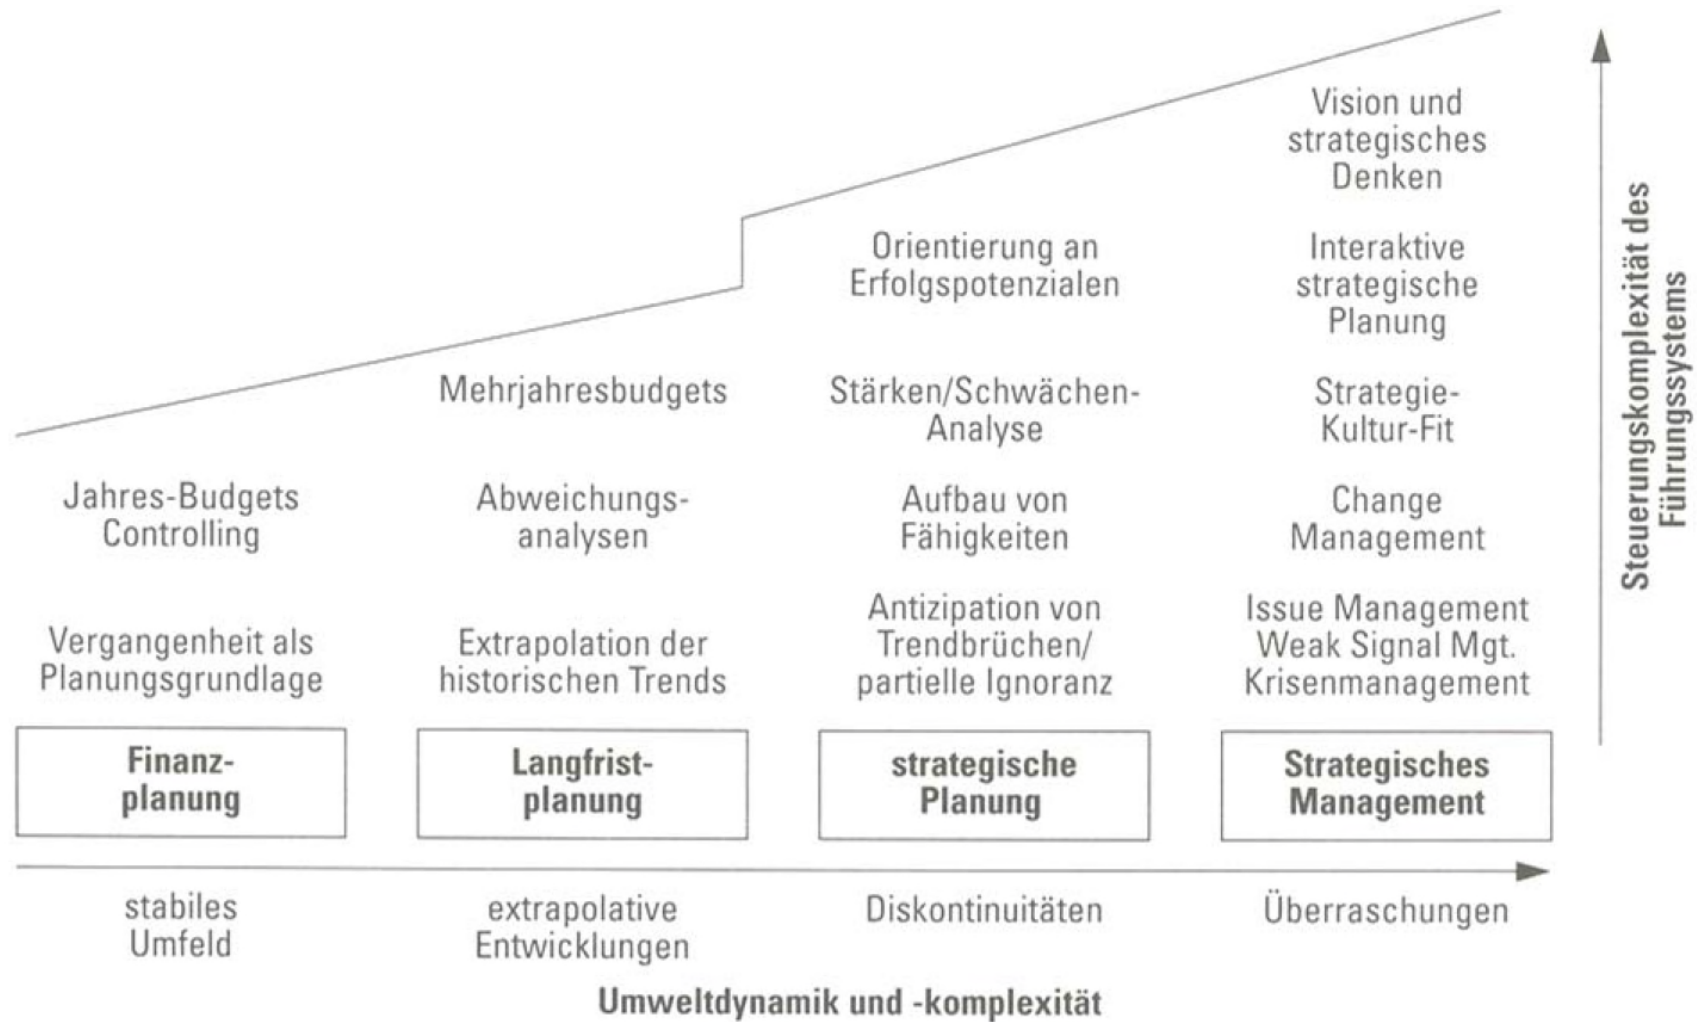 Vision und
strategisches
Denken
Orientierung an
Erfolgspotenzialen
Interaktive
strategische
Planung
Mehrjahresbudgets
Stärken/Schwächen-
Analyse
Strategie-
Kultur-Fit
Jahres-Budgets
Controlling
Abweichungs-
analysen
Aufbau von
Fähigkeiten
Change
Management
Vergangenheit als
Planungsgrundlage
Extrapolation der
historischen Trends
Antizipation von
Trendbrüchen/
partielle Ignoranz
Issue Management
Weak Signal Mgt.
Krisenmanagement
Finanz-
planung
Langfrist-
planung
strategische
Planung
Strategisches
Management
stabiles
Umfeld
extrapolative
Entwicklungen
Diskontinuitäten
Überraschungen
Umweltdynamik und -komplexität
Steuerungskomplexität des
Führungssystems